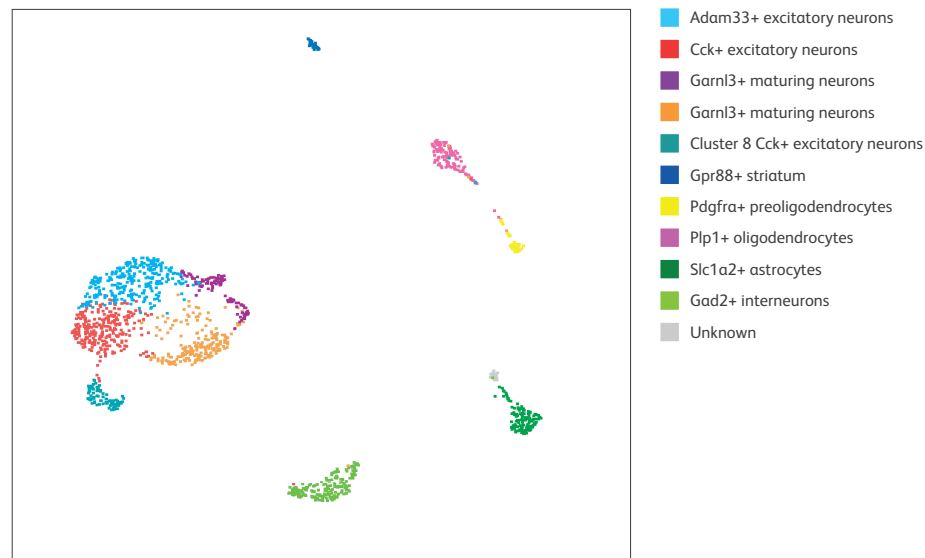 Adam33+ excitatory neurons
Cck+ excitatory neurons
Garnl3+ maturing neurons
Garnl3+ maturing neurons
Cluster 8 Cck+ excitatory neurons
Gpr88+ striatum
Pdgfra+ preoligodendrocytes
Plp1+ oligodendrocytes
Slc1a2+ astrocytes
Gad2+ interneurons
Unknown